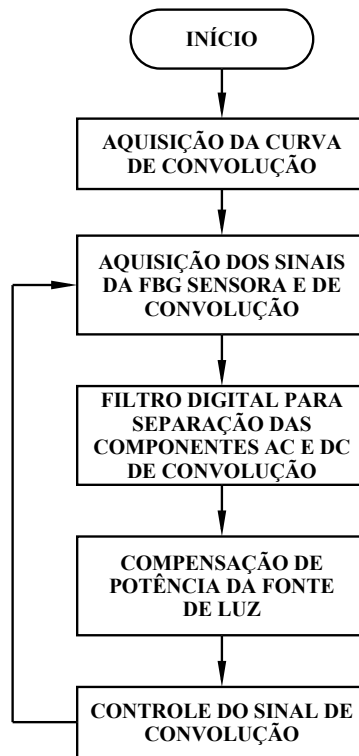 INÍCIO
AQUISIÇÃO DA CURVA
DE CONVOLUÇÃO
AQUISIÇÃO DOS SINAIS
DA FBG SENSORA E DE
CONVOLUÇÃO
FILTRO DIGITAL PARA
SEPARAÇÃO DAS
COMPONENTES AC E DC
DE CONVOLUÇÃO
COMPENSAÇÃO DE
POTÊNCIA DA FONTE
DE LUZ
CONTROLE DO SINAL DE
CONVOLUÇÃO